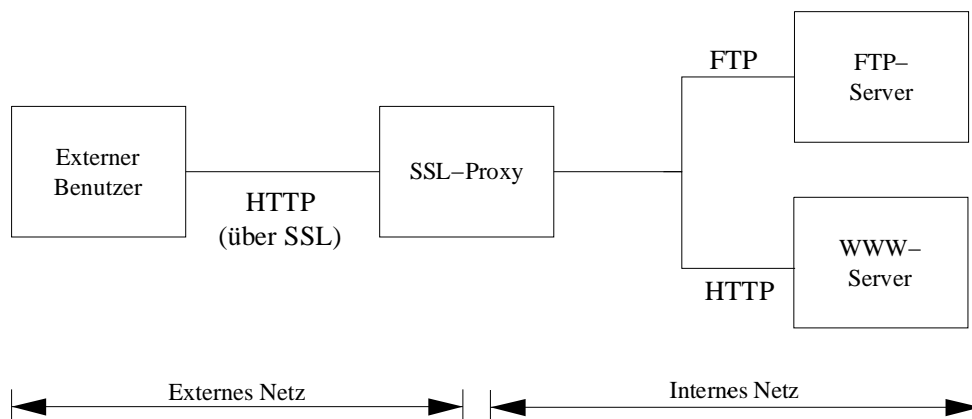 FTP
FTP–
Server
Externer
Benutzer
SSL–Proxy
HTTP
(über SSL)
WWW–
Server
HTTP
Externes Netz
Internes Netz